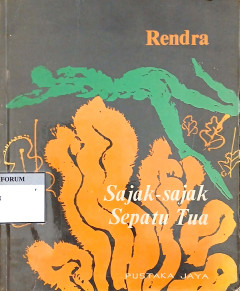 Rendra
FORUM
Sajak-sajak
Sepatu Tua
PUSTAKA JAYA